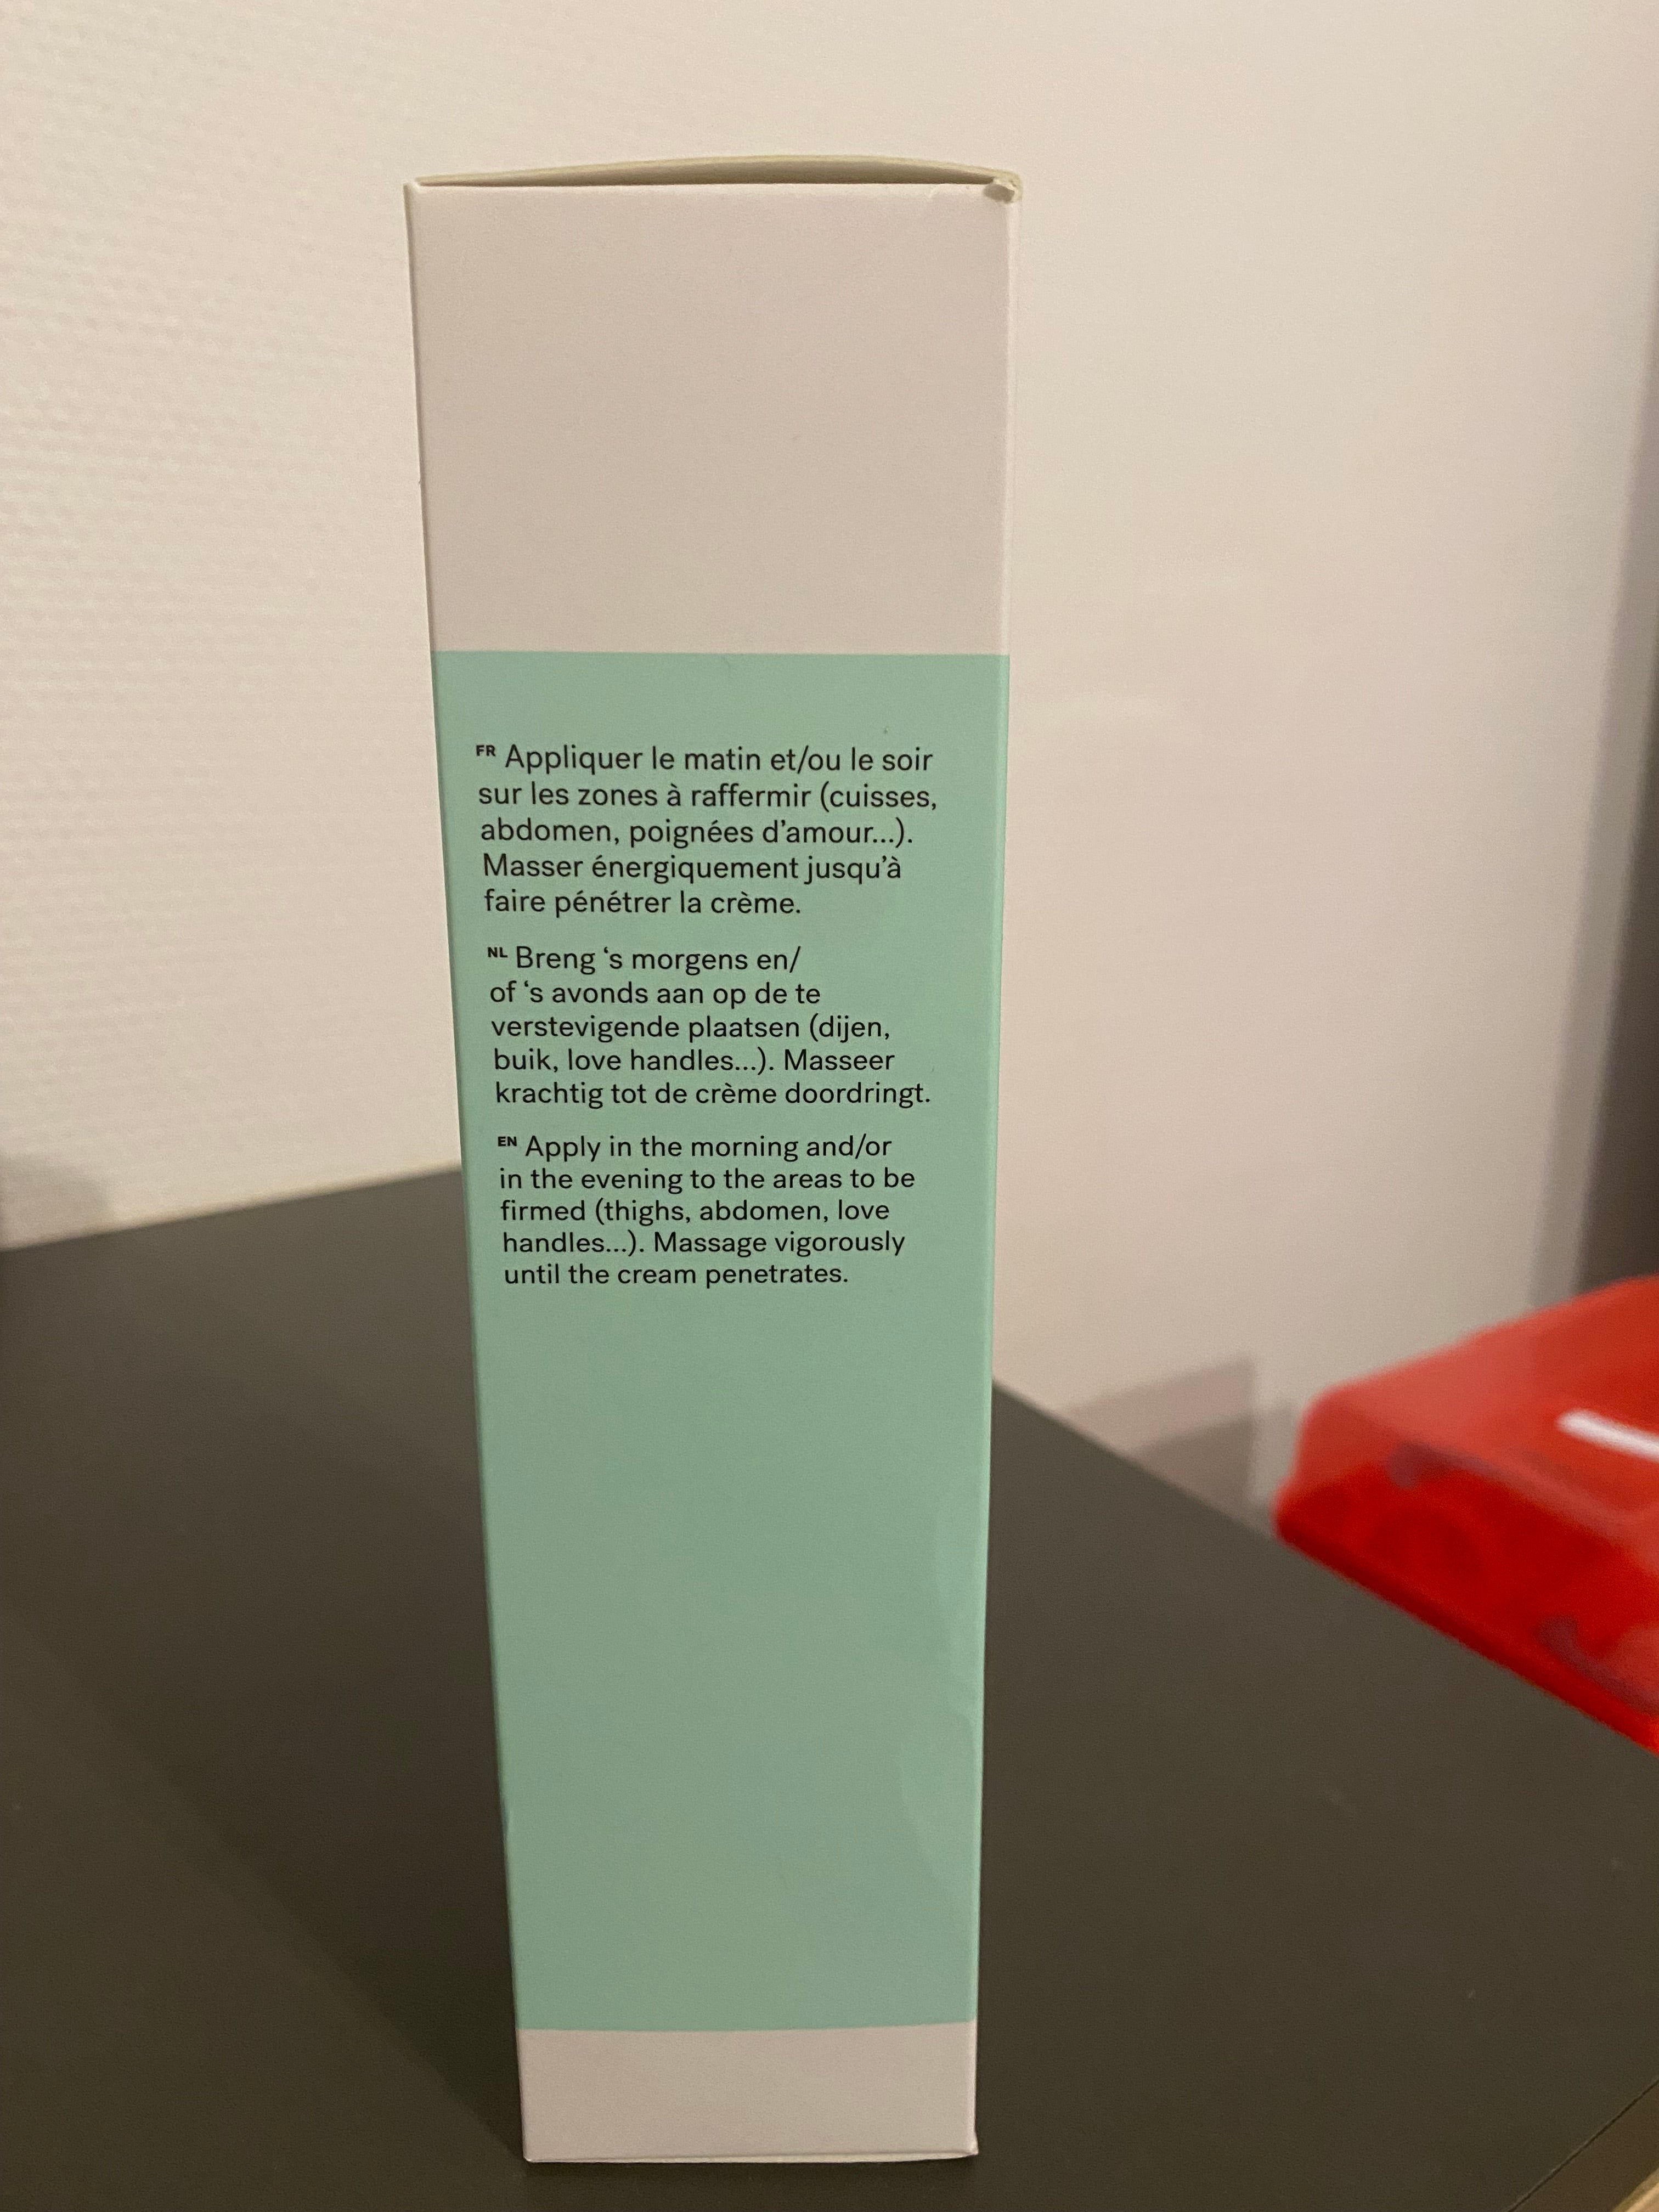 FR Appliquer le matin et/ou le soir
sur les zones à raffermir (cuisses,
abdomen, poignées d’amour...).
Masser énergiquement jusqu’à
faire pénétrer la crème.
NL Breng ‘s morgens en/
of ‘s avonds aan op de te
verstevigende plaatsen (dijen,
buik, love handles...). Masseer
krachtig tot de crème doordringt.
EN Apply in the morning and/or
in the evening to the areas to be
firmed (thighs, abdomen, love
handles...). Massage vigorously
until the cream penetrates.